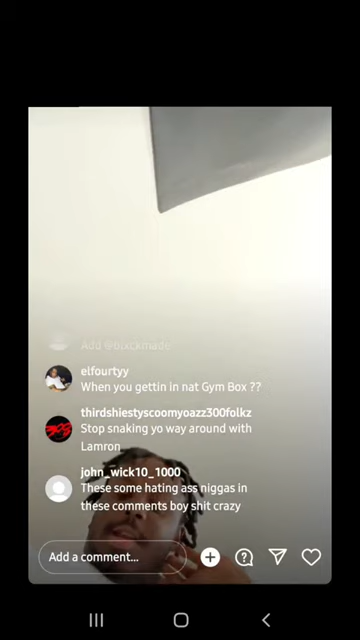 Add @blxckmade
elfourtyy
When you gettin in nat Gym Box ??
thirdshiestyscoomyoazz300folkz
Stop snaking yo way around with
Lamron
john_wick10_1000
These some hating ass niggas in
these comments boy shit crazy
Add a comment...